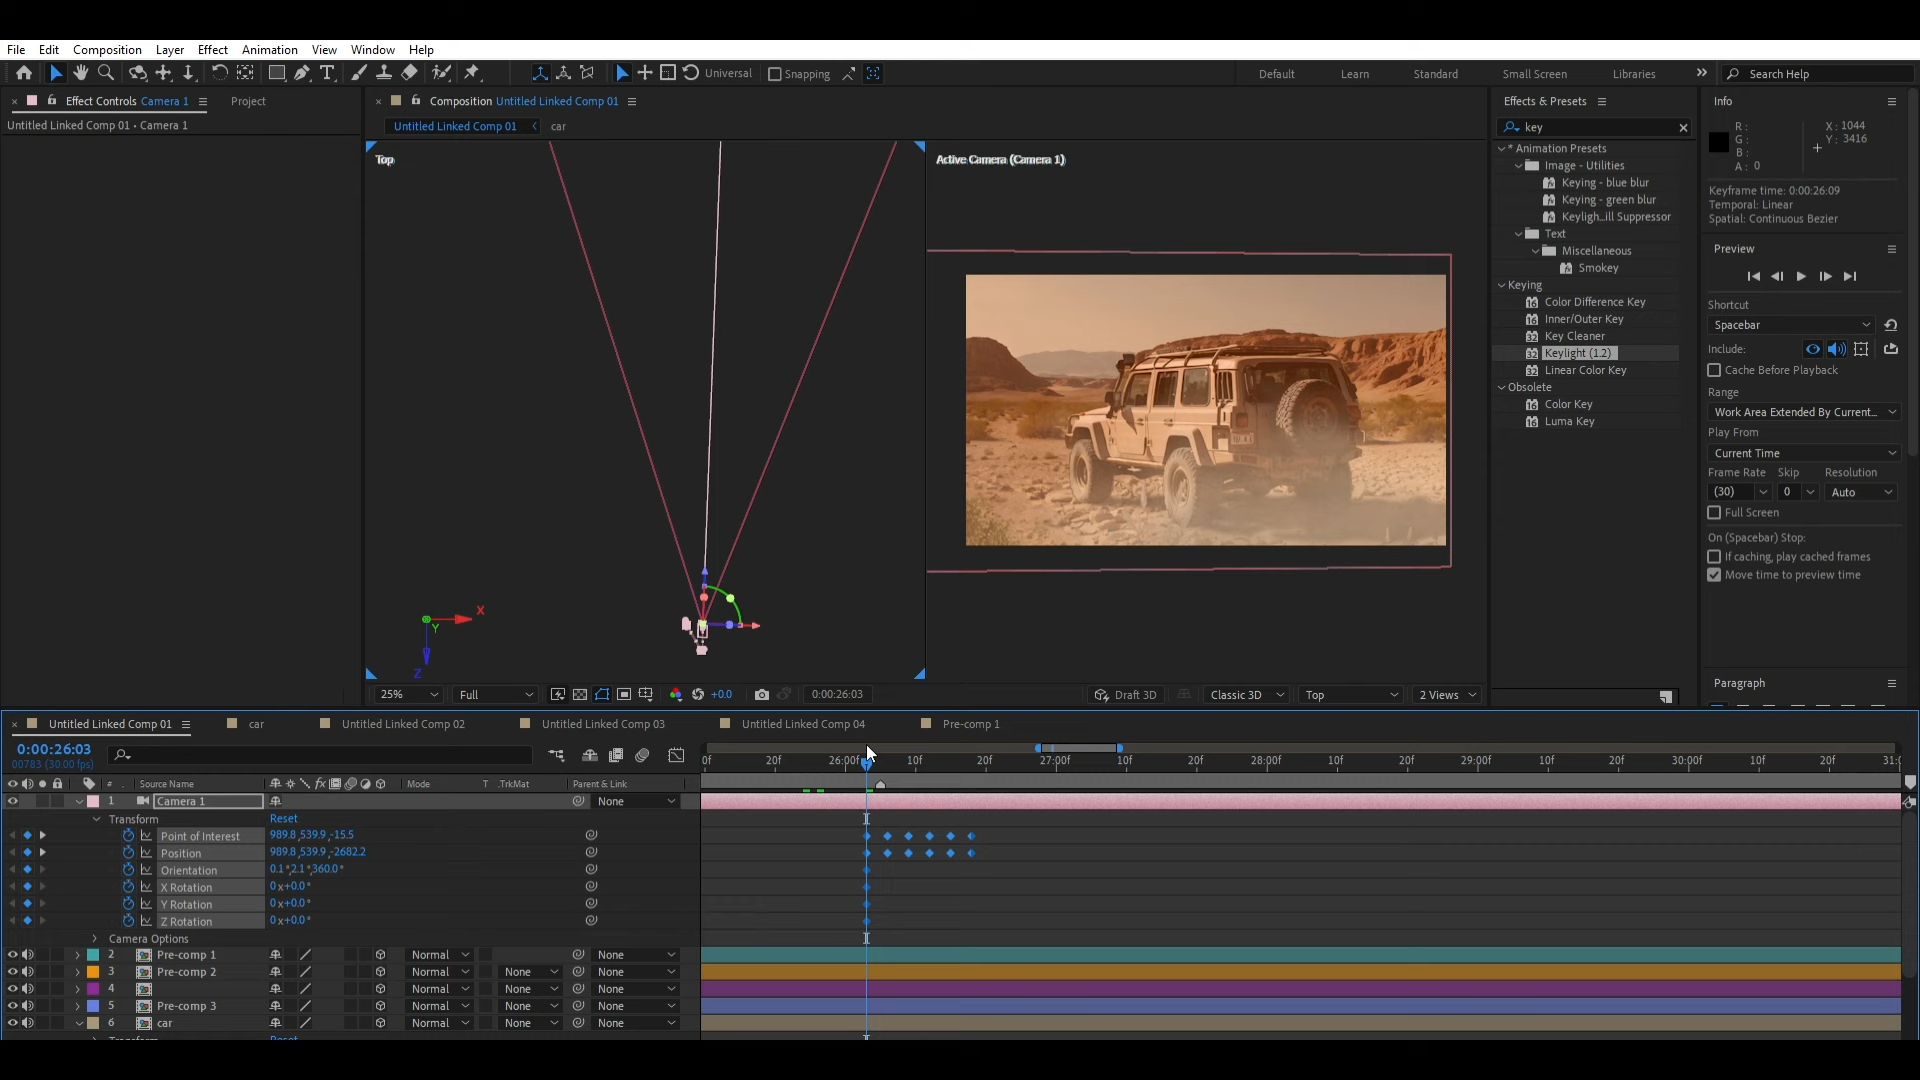 File Edit Composition Layer Effect Animation View Window Help
Universal Snapping Default Learn Standard Small Screen Libraries » Search Help
× Effect Controls Camera 1 Project
Untitled Linked Comp 01 • Camera 1
× Composition Untitled Linked Comp 01
Untitled Linked Comp 01 < car
Top
Active Camera (Camera 1)
X
Y
Z
25% Full +0.0 0:00:26:03 Draft 3D Classic 3D Top 2 Views
Effects & Presets
key
* Animation Presets
Image - Utilities
Keying - blue blur
Keying - green blur
Keyligh...ill Suppressor
Text
Miscellaneous
Smokey
Keying
Color Difference Key
Inner/Outer Key
Key Cleaner
Keylight (1.2)
Linear Color Key
Obsolete
Color Key
Luma Key
Info
R: X: 1044
G: Y: 3416
B:
A: 0
Keyframe time: 0:00:26:09
Temporal: Linear
Spatial: Continuous Bezier
Preview
Shortcut
Spacebar
Include:
Cache Before Playback
Range
Work Area Extended By Current...
Play From
Current Time
Frame Rate Skip Resolution
(30) 0 Auto
Full Screen
On (Spacebar) Stop:
If caching, play cached frames
Move time to preview time
Paragraph
× Untitled Linked Comp 01 car Untitled Linked Comp 02 Untitled Linked Comp 03 Untitled Linked Comp 04 Pre-comp 1
0:00:26:03
00783 (30.00 fps)
0f 20f 26:00f 10f 20f 27:00f 10f 20f 28:00f 10f 20f 29:00f 10f 20f 30:00f 10f 20f 31:0
# Source Name fx Mode T .TrkMat Parent & Link
1 Camera 1 None
Transform Reset
Point of Interest 989.8,539.9,-15.5
Position 989.8,539.9,-2682.2
Orientation 0.1°,2.1°,360.0°
X Rotation 0x+0.0°
Y Rotation 0x+0.0°
Z Rotation 0x+0.0°
Camera Options
2 Pre-comp 1 Normal None
3 Pre-comp 2 Normal None None
4 Normal None None
5 Pre-comp 3 Normal None None
6 car Normal None None
Transform Reset